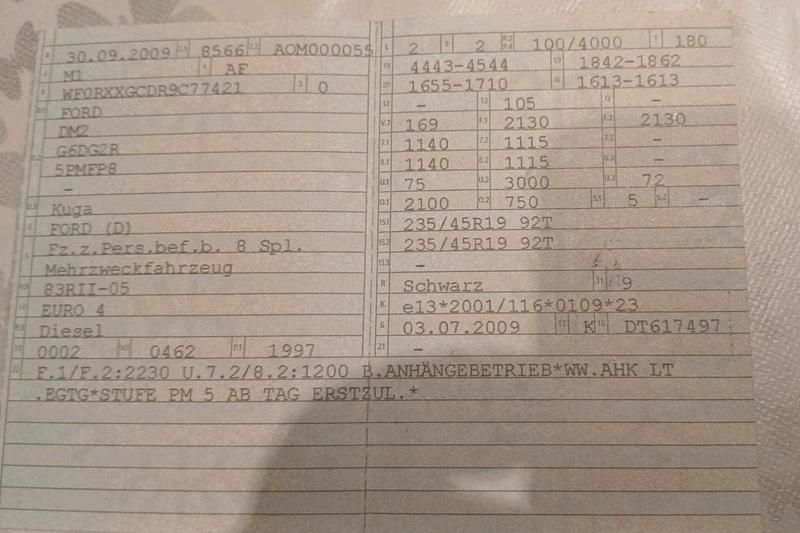 30.09.2009 8566 AOM000055
M1 AF
WF0RXXGCDR9C77421 0
FORD
DM2
G6DG2R
5PMFP8
-
Kuga
FORD (D)
Fz.z.Pers.bef.b. 8 Spl.
Mehrzweckfahrzeug
83RII-05
EURO 4
Diesel
0002 0462 1997
2 2 100/4000 180
4443-4544 1842-1862
1655-1710 1613-1613
- 105 -
169 2130 2130
1140 1115 -
1140 1115 -
75 3000 72
2100 750 5 -
235/45R19 92T
235/45R19 92T
-
Schwarz 9
e13*2001/116*0109*23
03.07.2009 K DT617497
-
F.1/F.2:2230 U.7.2/8.2:1200 B.ANHÄNGEBETRIEB*WW.AHK LT
.EGTG*STUFE PM 5 AB TAG ERSTZUL.*